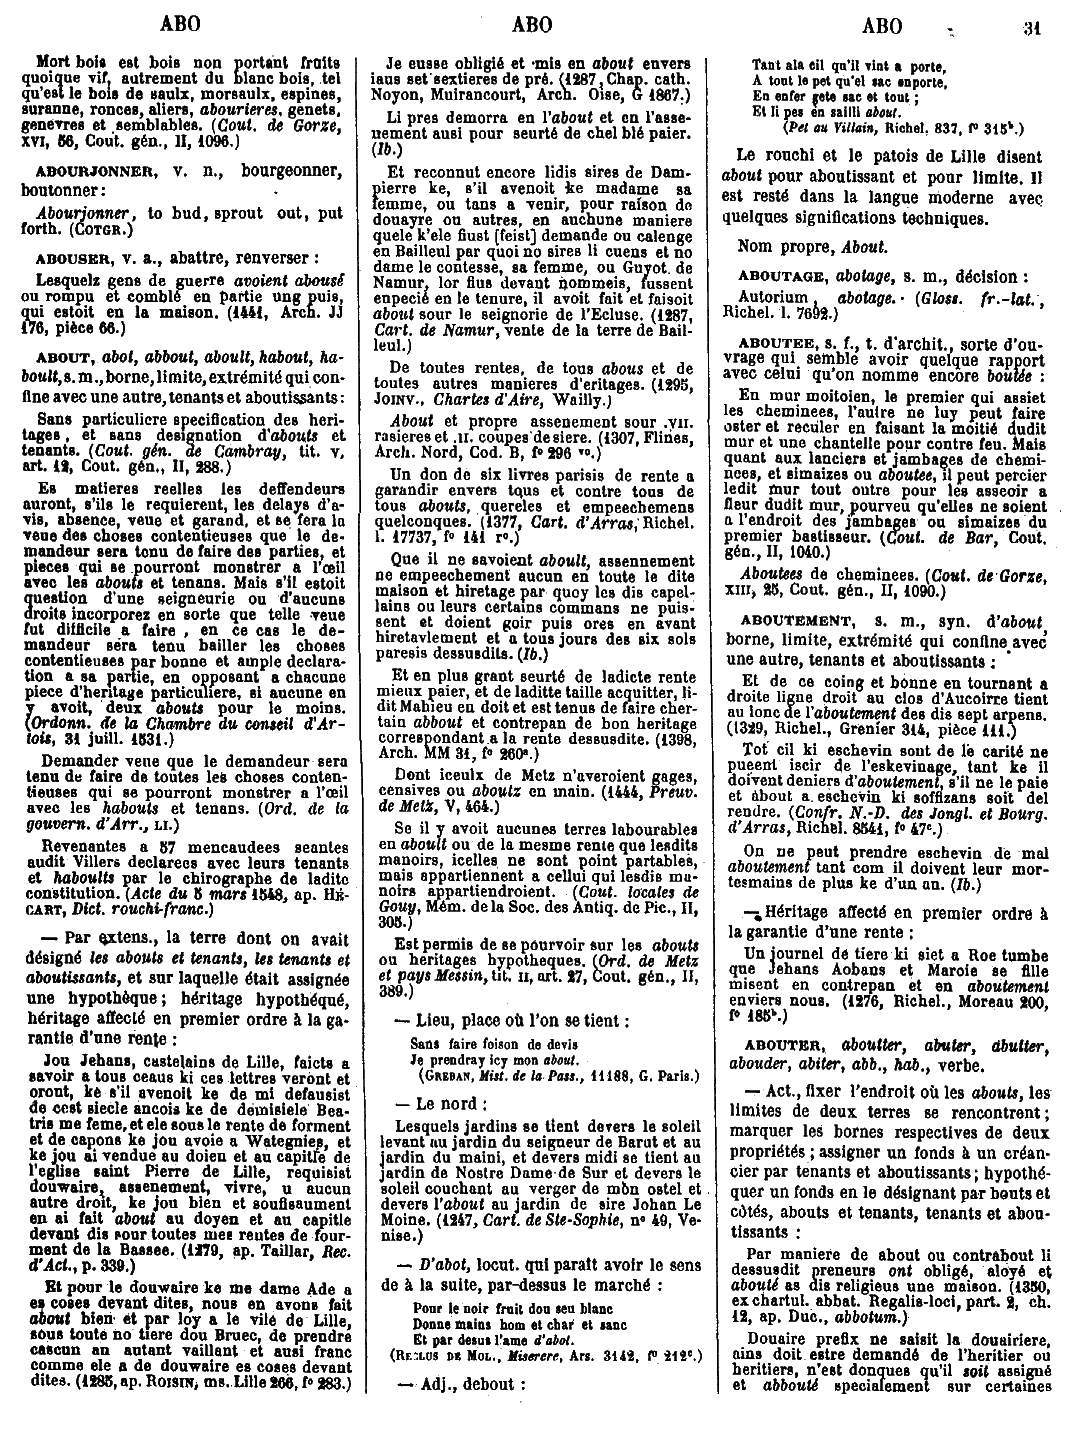 ABO
ABO
ABO
31
Mort bois est bois non portant fruits
quoique vif, autrement du blanc bois, tel
qu'est le bois de saulx, morsaulx, espines,
suranne, ronces, aliers, abourieres, genets,
genevres et semblables. (Cout. de Gorze,
XVI, 56, Cout. gén., II, 1096.)
ABOURJONNER, v. n., bourgeonner,
boutonner :
Abourjonner, to bud, sprout out, put
forth. (COTGR.)
ABOUSER, v. a., abattre, renverser :
Lesquelz gens de guerre avoient abousé
ou rompu et comblé en partie ung puis,
qui estoit en la maison. (1441, Arch. JJ
176, pièce 66.)
ABOUT, abot, abbout, aboult, habout, ha-
boult, s. m., borne, limite, extrémité qui con-
fine avec une autre, tenants et aboutissants :
Sans particuliere specification des heri-
tages, et sans designation d'abouts et
tenants. (Cout. gén. de Cambray, tit. V,
art. 12, Cout. gén., II, 288.)
Es matieres reelles les deffendeurs
auront, s'ils le requierent, les delays d'a-
vis, absence, veue et garand, et se fera la
veue des choses contentieuses que le de-
mandeur sera tenu de faire des parties, et
pieces qui se pourront monstrer a l'œil
avec les abouts et tenans. Mais s'il estoit
question d'une seigneurie ou d'aucuns
droits incorporez en sorte que telle veue
fut difficile a faire, en ce cas le de-
mandeur sera tenu bailler les choses
contentieuses par bonne et ample declara-
tion a sa partie, en opposant a chacune
piece d'heritage particuliere, si aucune en
y avoit, deux abouts pour le moins.
(Ordonn. de la Chambre du conseil d'Ar-
tois, 31 juill. 1531.)
Demander veue que le demandeur sera
tenu de faire de toutes les choses conten-
tieuses qui se pourront monstrer a l'œil
avec les habouts et tenans. (Ord. de la
gouvern. d'Arr., LI.)
Revenantes a 57 mencaudees seantes
audit Villers declarees avec leurs tenants
et haboults par le chirographe de ladite
constitution. (Acte du 5 mars 1548, ap. HÉ-
CART, Dict. rouchi-franc.)
— Par extens., la terre dont on avait
désigné les abouts et tenants, les tenants et
aboutissants, et sur laquelle était assignée
une hypothèque ; héritage hypothéqué,
héritage affecté en premier ordre à la ga-
rantie d'une rente :
Jou Jehans, castelains de Lille, faicts a
savoir a tous ceaus ki ces lettres veront et
oront, ke s'il avenoit ke de mi defausist
de cest siecle ancois ke de demisiele Bea-
tris me feme, et ele sous le rente de forment
et de capons ke jou avoie a Wategnies, et
ke jou ai vendue au doien et au capitle de
l'eglise saint Pierre de Lille, requisist
douwaire, assenement, vivre, u aucun
autre droit, ke jou bien et souffisaument
en ai fait about au doyen et au capitle
devant dis sour toutes mes rentes de four-
ment de la Bassee. (1279, ap. Taillar, Rec.
d'Act., p. 339.)
Et pour le douwaire ke me dame Ade a
es coses devant dites, nous en avons fait
about bien et par loy a le vile de Lille,
sous toute no tiere dou Bruec, de prendre
cascun an autant vaillant et ausi franc
comme ele a de douwaire es coses devant
dites. (1285, ap. ROISIN, ms. Lille 266, f° 283.)
Je eusse obligié et mis en about envers
iaus set sextieres de pré. (1287, Chap. cath.
Noyon, Muirancourt, Arch. Oise, G 1867.)
Li pres demorra en l'about et en l'asse-
nement ausi pour seurté de chel blé paier.
(Ib.)
Et reconnut encore lidis sires de Dam-
pierre ke, s'il avenoit ke madame sa
femme, ou tans a venir, pour raison de
douayre ou autres, en auchune maniere
quele k'ele fiust [feist] demande ou calenge
en Bailleul par quoi no sires li cuens et no
dame le contesse, sa femme, ou Guyot de
Namur, lor fius devant nommeis, fussent
enpecié en le tenure, il avoit fait et faisoit
about sour le seignorie de l'Ecluse. (1287,
Cart. de Namur, vente de la terre de Bail-
leul.)
De toutes rentes, de tous abous et de
toutes autres manieres d'eritages. (1295,
JOINV., Chartes d'Aire, Wailly.)
About et propre assenement sour .VII.
rasieres et .II. coupes de siere. (1307, Flines,
Arch. Nord, Cod. B, f° 296 v°.)
Un don de six livres parisis de rente a
garandir envers tous et contre tous de
tous abouts, quereles et empeechemens
quelconques. (1377, Cart. d'Arras, Richel.
l. 17737, f° 141 r°.)
Que il ne savoient aboult, assennement
ne empeechement aucun en toute le dite
maison et hiretage par quoy les dis capel-
lains ou leurs certains commans ne puis-
sent et doient goir puis ores en avant
hiretavlement et a tous jours des six sols
paresis dessusdits. (Ib.)
Et en plus grant seurté de ladicte rente
mieux paier, et de laditte taille acquitter, li-
dit Mahieu en doit et est tenus de faire cher-
tain abbout et contrepan de bon heritage
correspondant a la rente dessusdite. (1398,
Arch. MM 31, f° 260ª.)
Dont iceulx de Metz n'averoient gages,
censives ou aboulz en main. (1444, Preuv.
de Metz, V, 464.)
Se il y avoit aucunes terres labourables
en aboult ou de la mesme rente que lesdits
manoirs, icelles ne sont point partables,
mais appartiennent a cellui qui lesdis ma-
noirs appartiendroient. (Cout. locales de
Gouy, Mém. de la Soc. des Antiq. de Pic., II,
305.)
Est permis de se pourvoir sur les abouts
ou heritages hypotheques. (Ord. de Metz
et pays Messin, tit. II, art. 27, Cout. gén., II,
389.)
— Lieu, place où l'on se tient :
Sans faire foison de devis
Je prendray icy mon about.
(GREBAN, Mist. de la Pass., 11188, G. Paris.)
— Le nord :
Lesquels jardins se tient devers le soleil
levant au jardin du seigneur de Barut et au
jardin du maini, et devers midi se tient au
jardin de Nostre Dame de Sur et devers le
soleil couchant au verger de mon ostel et
devers l'about au jardin de sire Johan Le
Moine. (1247, Cart. de Ste-Sophie, n° 49, Ve-
nise.)
— D'abot, locut. qui paraît avoir le sens
de à la suite, par-dessus le marché :
Pour le noir fruit dou seu blanc
Donne mains hom et char et sanc
Et par desus l'ame d'abot.
(RECLUS DE MOL., Miserere, Ars. 3142, f° 212ᶜ.)
— Adj., debout :
Tant ala cil qu'il vint a porte,
A tout le pet qu'el sac enporte,
En enfer gete sac et tout ;
Et li pes en sailli about.
(Pet au Villain, Richel. 837, f° 315ᵇ.)
Le rouchi et le patois de Lille disent
about pour aboutissant et pour limite. Il
est resté dans la langue moderne avec
quelques significations techniques.
Nom propre, About.
ABOUTAGE, abotage, s. m., décision :
Autorium, abotage. (Gloss. fr.-lat.,
Richel. l. 7692.)
ABOUTEE, s. f., t. d'archit., sorte d'ou-
vrage qui semble avoir quelque rapport
avec celui qu'on nomme encore boutée :
En mur moitoien, le premier qui assiet
les cheminees, l'autre ne luy peut faire
oster et reculer en faisant la moitié dudit
mur et une chantelle pour contre feu. Mais
quant aux lanciers et jambages de chemi-
nees, et simaizes ou aboutee, il peut percier
ledit mur tout outre pour les asseoir a
fleur dudit mur, pourveu qu'elles ne soient
a l'endroit des jambages ou simaizes du
premier bastisseur. (Cout. de Bar, Cout.
gén., II, 1040.)
Aboutees de cheminees. (Cout. de Gorze,
XIII, 25, Cout. gén., II, 1090.)
ABOUTEMENT, s. m., syn. d'about,
borne, limite, extrémité qui confine avec
une autre, tenants et aboutissants :
Et de ce coing et bonne en tournant a
droite ligne droit au clos d'Aucoirre tient
au lonc de l'aboutement des dis sept arpens.
(1329, Richel., Grenier 314, pièce 111.)
Tot cil ki eschevin sont de le carité ne
pueent iscir de l'eskevinage, tant ke il
doivent deniers d'aboutement, s'il ne le paie
et about a eschevin ki soffizans soit del
rendre. (Confr. N.-D. des Jongl. et Bourg.
d'Arras, Richel. 8541, f° 47ᶜ.)
On ne peut prendre eschevin de mal
aboutement tant com il doivent leur mor-
tesmains de plus ke d'un an. (Ib.)
— Héritage affecté en premier ordre à
la garantie d'une rente :
Un journel de tiere ki siet a Roe tumbe
que Jehans Aobans et Maroie se fille
misent en contrepan et en aboutement
enviers nous. (1276, Richel., Moreau 200,
f° 185ᵇ.)
ABOUTER, aboutter, abuter, abutter,
abouder, abiter, abb., hab., verbe.
— Act., fixer l'endroit où les abouts, les
limites de deux terres se rencontrent ;
marquer les bornes respectives de deux
propriétés ; assigner un fonds à un créan-
cier par tenants et aboutissants ; hypothé-
quer un fonds en le désignant par bouts et
côtés, abouts et tenants, tenants et abou-
tissants :
Par maniere de about ou contrabout li
dessusdit preneurs ont obligé, aloyé et
abouté as dis religieus une maison. (1350,
ex chartul. abbat. Regalis-loci, part. 2, ch.
12, ap. Duc., abbotum.)
Douaire prefix ne saisit la douairiere,
ains doit estre demandé de l'heritier ou
heritiers, n'est donques qu'il soit assigné
et abbouté specialement sur certaines